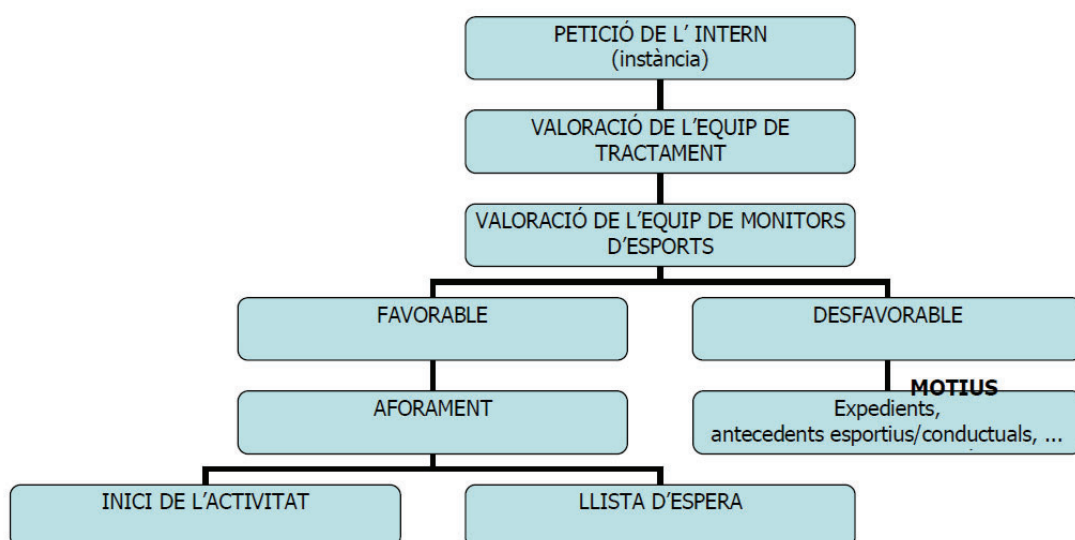 PETICIÓ DE L’ INTERN
(instància)
VALORACIÓ DE L’EQUIP DE
TRACTAMENT
VALORACIÓ DE L’EQUIP DE MONITORS
D’ESPORTS
FAVORABLE
DESFAVORABLE
MOTIUS
AFORAMENT
Expedients,
antecedents esportius/conductuals, ...
INICI DE L’ACTIVITAT
LLISTA D’ESPERA